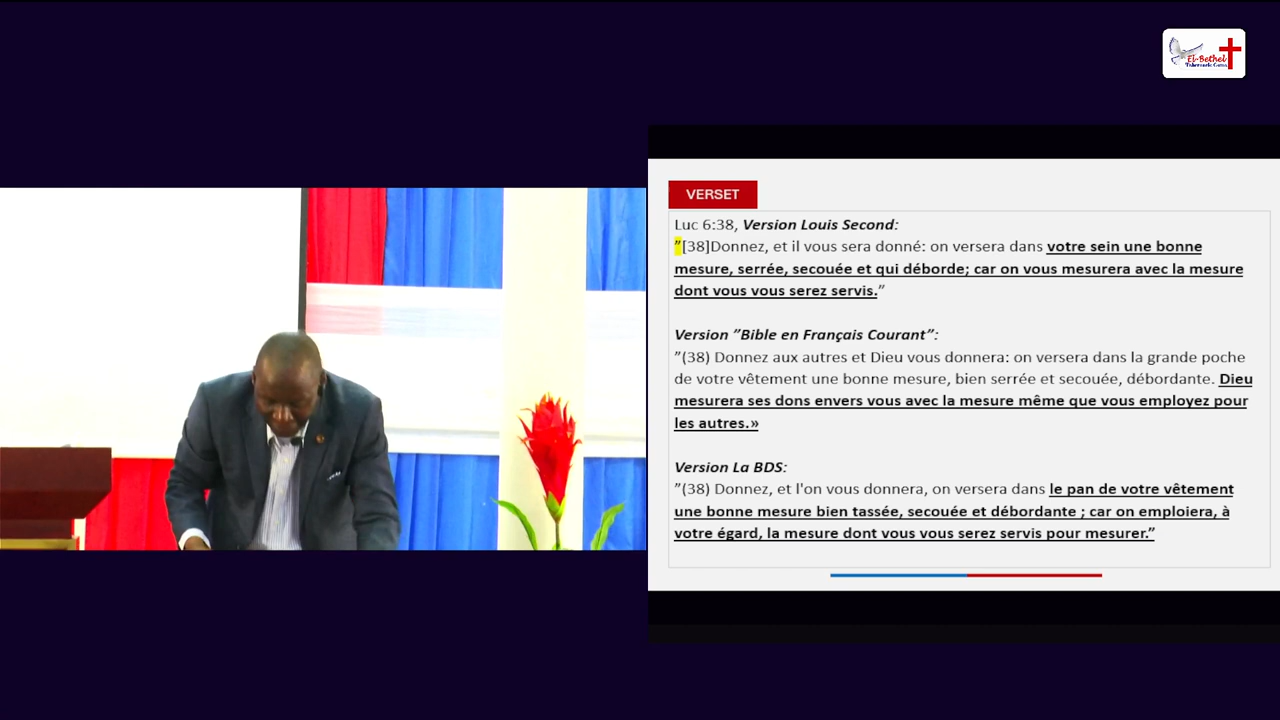 El-Bethel
VERSET
Luc 6:38, Version Louis Second:
”[38]Donnez, et il vous sera donné: on versera dans votre sein une bonne
mesure, serrée, secouée et qui déborde; car on vous mesurera avec la mesure
dont vous vous serez servis.”
Version ”Bible en Français Courant”:
”(38) Donnez aux autres et Dieu vous donnera: on versera dans la grande poche
de votre vêtement une bonne mesure, bien serrée et secouée, débordante. Dieu
mesurera ses dons envers vous avec la mesure même que vous employez pour
les autres.»
Version La BDS:
”(38) Donnez, et l'on vous donnera, on versera dans le pan de votre vêtement
une bonne mesure bien tassée, secouée et débordante ; car on emploiera, à
votre égard, la mesure dont vous vous serez servis pour mesurer.”